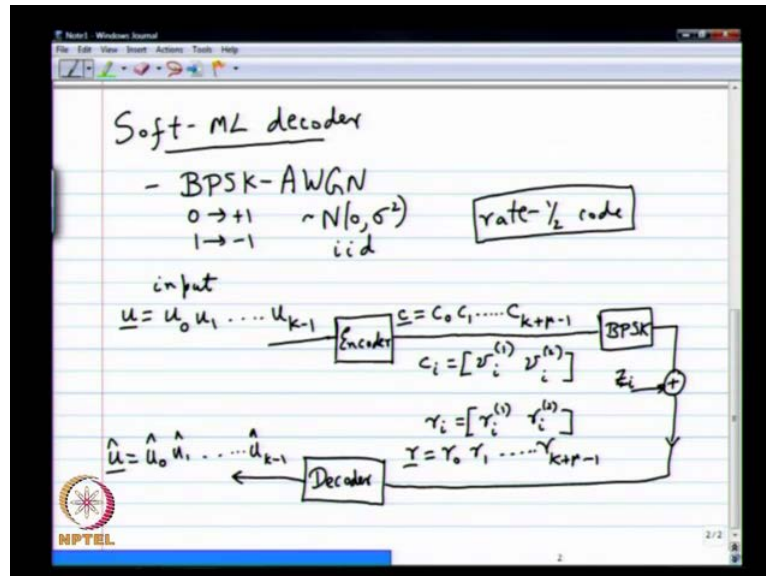 Note1 - Windows Journal
File Edit View Insert Actions Tools Help
Soft-ML decoder
- BPSK-AWGN
0 → +1 ~N(0, σ²)
1 → -1 iid
rate-1/2 code
input
u = u₀ u₁ ..... u_{k-1}
Encoder
c = c₀ c₁ ..... c_{k+μ-1}
BPSK
c_i = [v_i^{(1)} v_i^{(2)}]
z_i +
r_i = [r_i^{(1)} r_i^{(2)}]
r = r₀ r₁ ..... r_{k+μ-1}
û = û₀ û₁ ..... û_{k-1}
Decoder
NPTEL
2/2
2